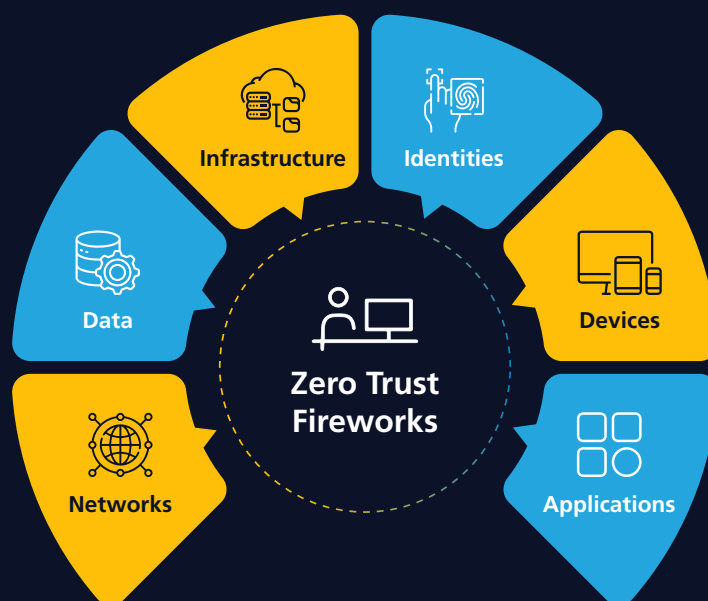 Infrastructure
Identities
Data
Devices
Zero Trust
Fireworks
Networks
Applications